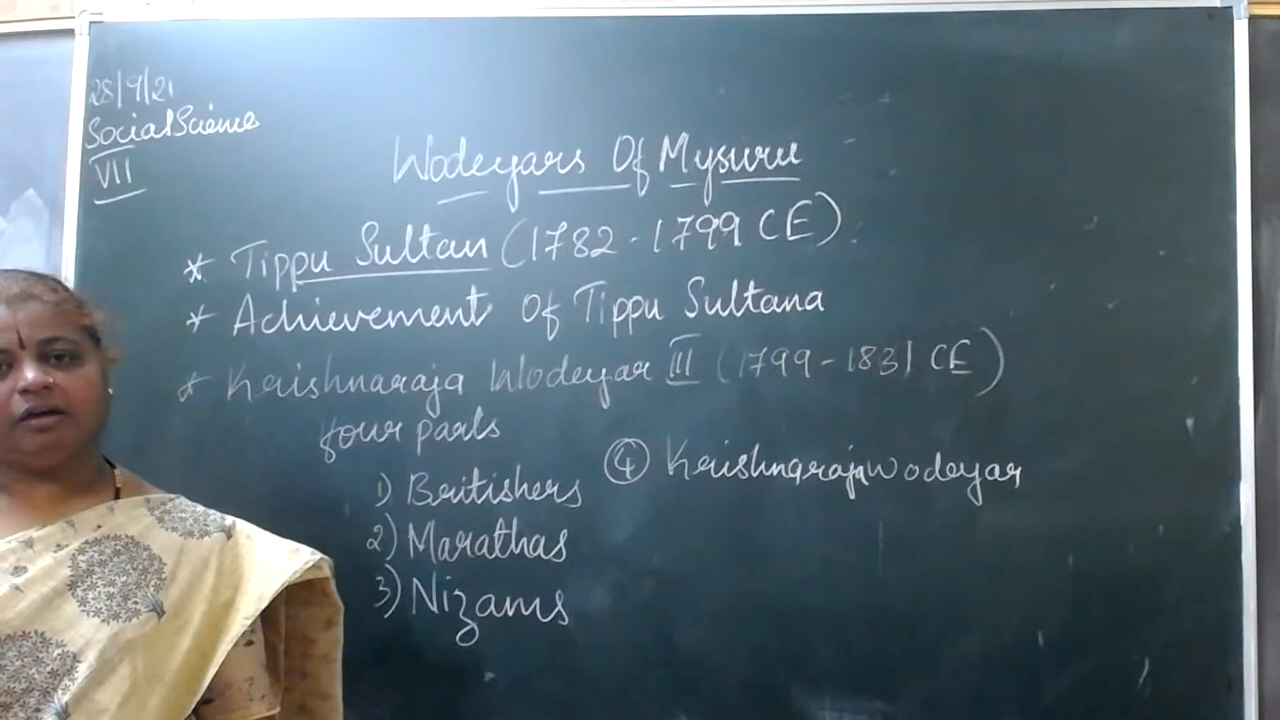 28/9/21
Social Science
VII
Wodeyars Of Mysuru
* Tippu Sultan (1782-1799 CE)
* Achievement Of Tippu Sultana
* Krishnaraja Wodeyar III (1799-1831 CE)
four parts
1) Britishers
2) Marathas
3) Nizams
④ Krishnaraja Wodeyar